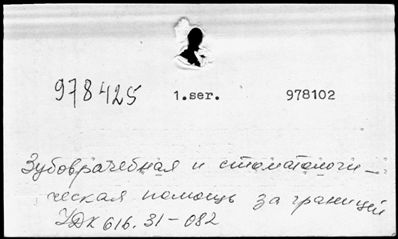 978425 1.ser. 978102
Зубоврачебная и стоматологи-
ческая помощь за границей
УДК 616.31-082